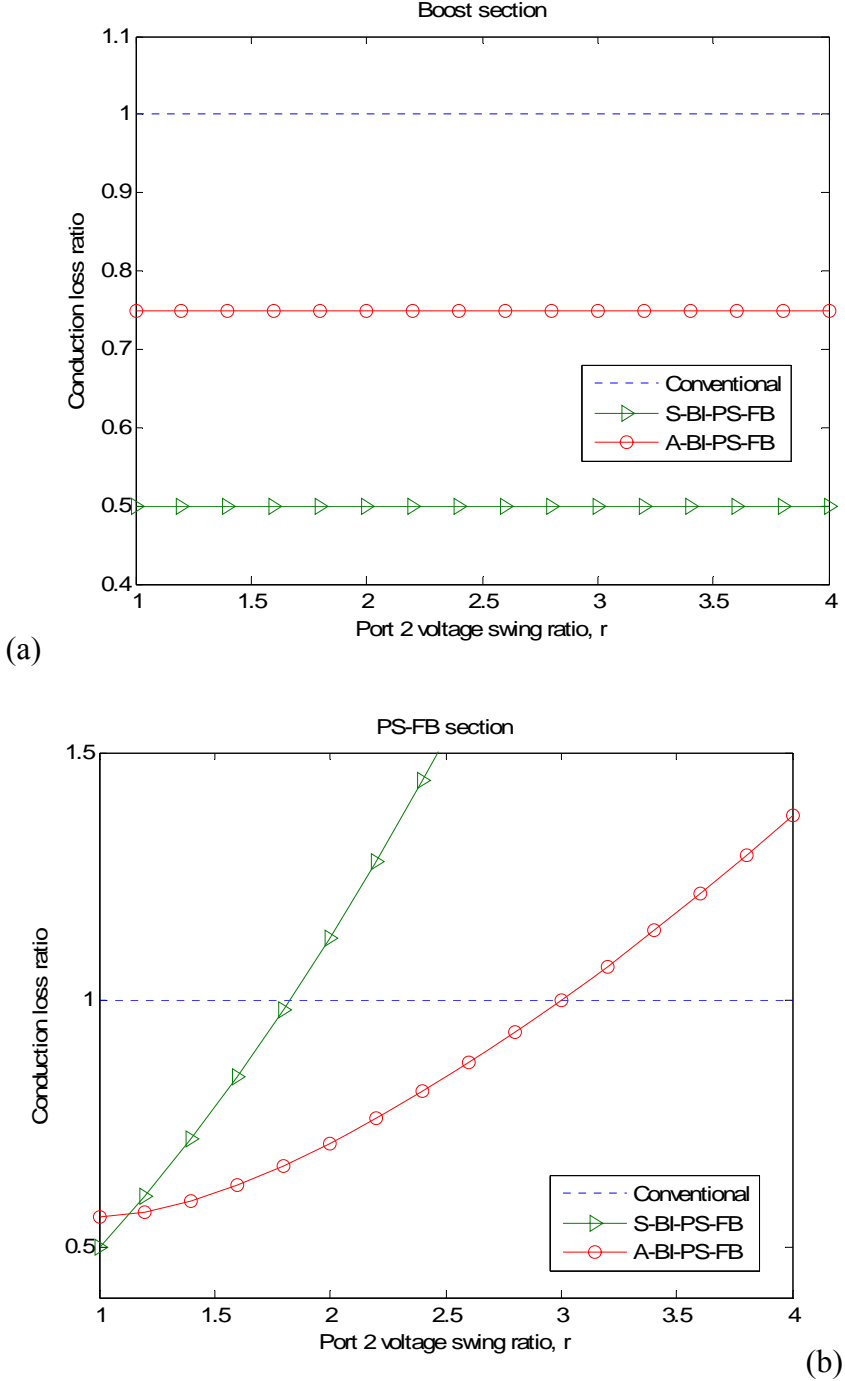 Boost section
1.1
1
0.9
0.8
0.7
0.6
0.5
0.4
Conduction loss ratio
Conventional
S-BI-PS-FB
A-BI-PS-FB
1 1.5 2 2.5 3 3.5 4
Port 2 voltage swing ratio, r
(a)
PS-FB section
1.5
1
0.5
Conduction loss ratio
Conventional
S-BI-PS-FB
A-BI-PS-FB
1 1.5 2 2.5 3 3.5 4
Port 2 voltage swing ratio, r
(b)